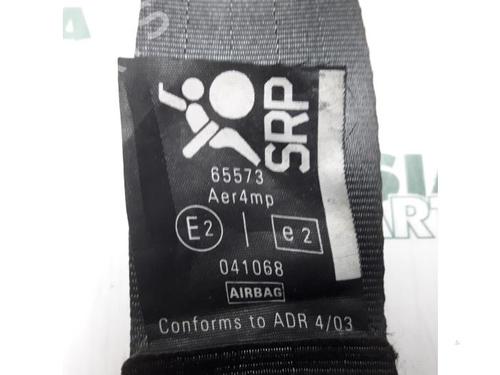 SRP
65573
Aer4mp
E2 | e2
041068
AIRBAG
Conforms to ADR 4/03